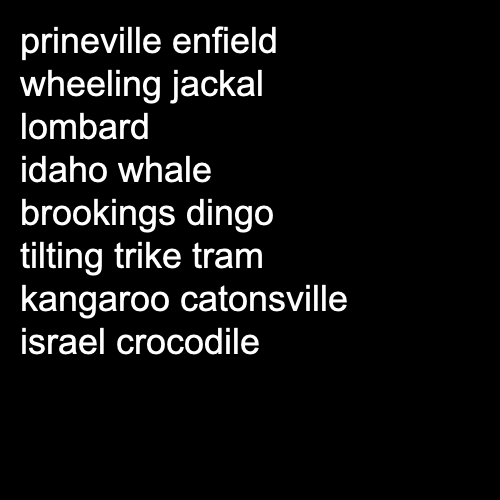 prineville enfield
wheeling jackal
lombard
idaho whale
brookings dingo
tilting trike tram
kangaroo catonsville
israel crocodile